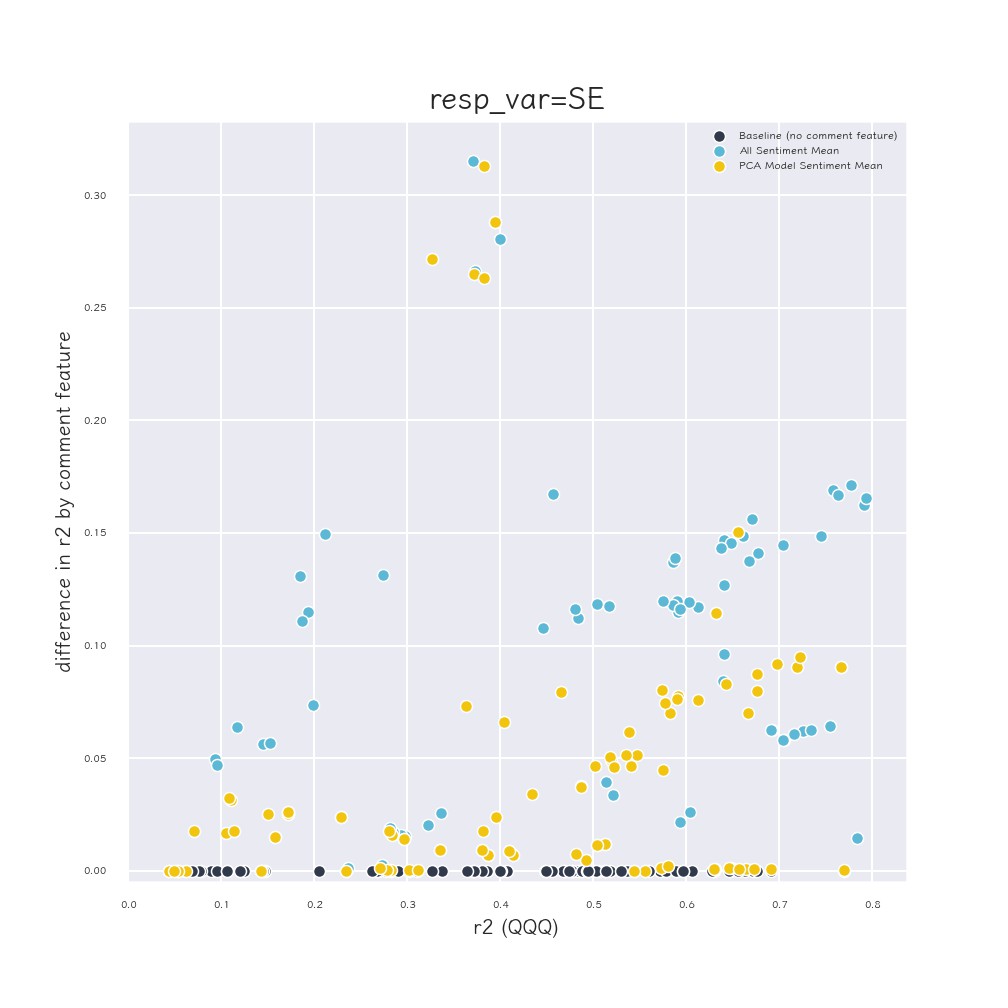 resp_var=SE
Baseline (no comment feature)
All Sentiment Mean
PCA Model Sentiment Mean
0.30
0.25
0.20
0.15
0.10
0.05
0.00
difference in r2 by comment feature
0.0 0.1 0.2 0.3 0.4 0.5 0.6 0.7 0.8
r2 (QQQ)